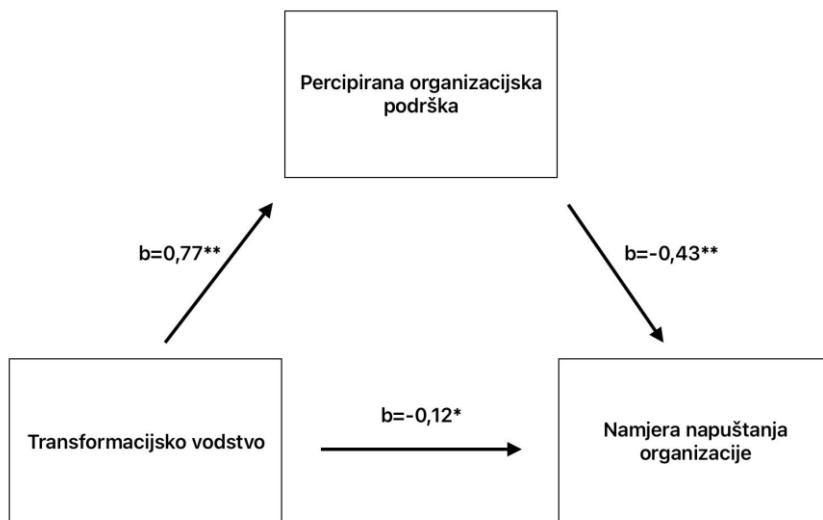 Percipirana organizacijska
podrška
b=0,77**
b=-0,43**
b=-0,12*
Transformacijsko vodstvo
Namjera napuštanja
organizacije